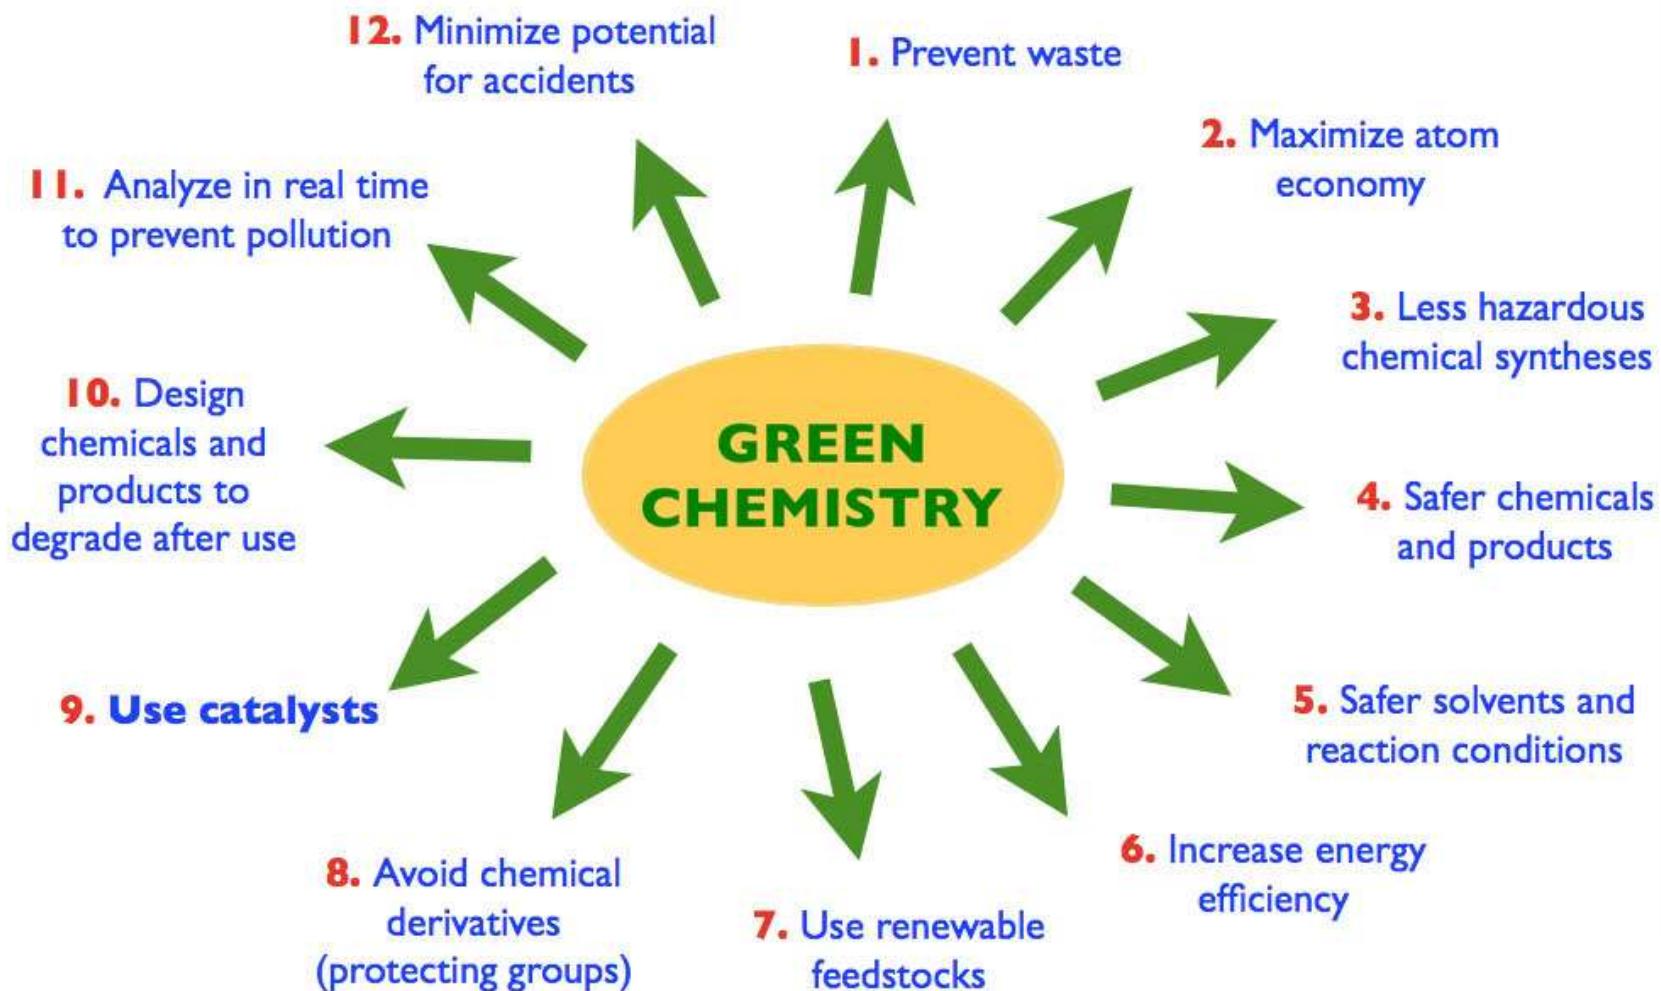 GREEN
CHEMISTRY
1. Prevent waste
2. Maximize atom
economy
3. Less hazardous
chemical syntheses
4. Safer chemicals
and products
5. Safer solvents and
reaction conditions
6. Increase energy
efficiency
7. Use renewable
feedstocks
8. Avoid chemical
derivatives
(protecting groups)
9. Use catalysts
10. Design
chemicals and
products to
degrade after use
11. Analyze in real time
to prevent pollution
12. Minimize potential
for accidents